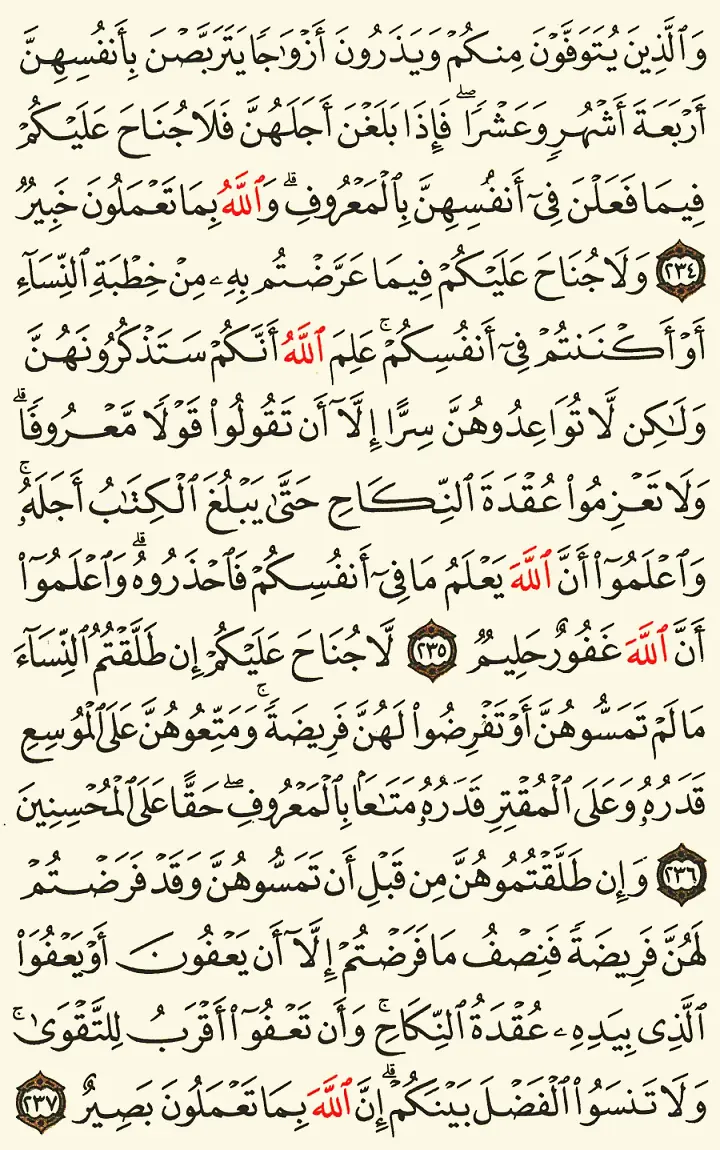 وَٱلَّذِينَ يُتَوَفَّوْنَ مِنكُمْ وَيَذَرُونَ أَزْوَٰجًا يَتَرَبَّصْنَ بِأَنفُسِهِنَّ
أَرْبَعَةَ أَشْهُرٍ وَعَشْرًا ۖ فَإِذَا بَلَغْنَ أَجَلَهُنَّ فَلَا جُنَاحَ عَلَيْكُمْ
فِيمَا فَعَلْنَ فِىٓ أَنفُسِهِنَّ بِٱلْمَعْرُوفِ ۗ وَٱللَّهُ بِمَا تَعْمَلُونَ خَبِيرٌ
٢٣٤ وَلَا جُنَاحَ عَلَيْكُمْ فِيمَا عَرَّضْتُم بِهِۦ مِنْ خِطْبَةِ ٱلنِّسَآءِ
أَوْ أَكْنَنتُمْ فِىٓ أَنفُسِكُمْ ۚ عَلِمَ ٱللَّهُ أَنَّكُمْ سَتَذْكُرُونَهُنَّ
وَلَٰكِن لَّا تُوَاعِدُوهُنَّ سِرًّا إِلَّآ أَن تَقُولُوا۟ قَوْلًا مَّعْرُوفًا ۗ
وَلَا تَعْزِمُوا۟ عُقْدَةَ ٱلنِّكَاحِ حَتَّىٰ يَبْلُغَ ٱلْكِتَٰبُ أَجَلَهُۥ ۚ
وَٱعْلَمُوٓا۟ أَنَّ ٱللَّهَ يَعْلَمُ مَا فِىٓ أَنفُسِكُمْ فَٱحْذَرُوهُ ۗ وَٱعْلَمُوٓا۟
أَنَّ ٱللَّهَ غَفُورٌ حَلِيمٌ ٢٣٥ لَّا جُنَاحَ عَلَيْكُمْ إِن طَلَّقْتُمُ ٱلنِّسَآءَ
مَا لَمْ تَمَسُّوهُنَّ أَوْ تَفْرِضُوا۟ لَهُنَّ فَرِيضَةً ۚ وَمَتِّعُوهُنَّ عَلَى ٱلْمُوسِعِ
قَدَرُهُۥ وَعَلَى ٱلْمُقْتِرِ قَدَرُهُۥ مَتَٰعًۢا بِٱلْمَعْرُوفِ ۖ حَقًّا عَلَى ٱلْمُحْسِنِينَ
٢٣٦ وَإِن طَلَّقْتُمُوهُنَّ مِن قَبْلِ أَن تَمَسُّوهُنَّ وَقَدْ فَرَضْتُمْ
لَهُنَّ فَرِيضَةً فَنِصْفُ مَا فَرَضْتُمْ إِلَّآ أَن يَعْفُونَ أَوْ يَعْفُوَا۟
ٱلَّذِى بِيَدِهِۦ عُقْدَةُ ٱلنِّكَاحِ ۚ وَأَن تَعْفُوٓا۟ أَقْرَبُ لِلتَّقْوَىٰ ۚ
وَلَا تَنسَوُا۟ ٱلْفَضْلَ بَيْنَكُمْ ۗ إِنَّ ٱللَّهَ بِمَا تَعْمَلُونَ بَصِيرٌ ٢٣٧